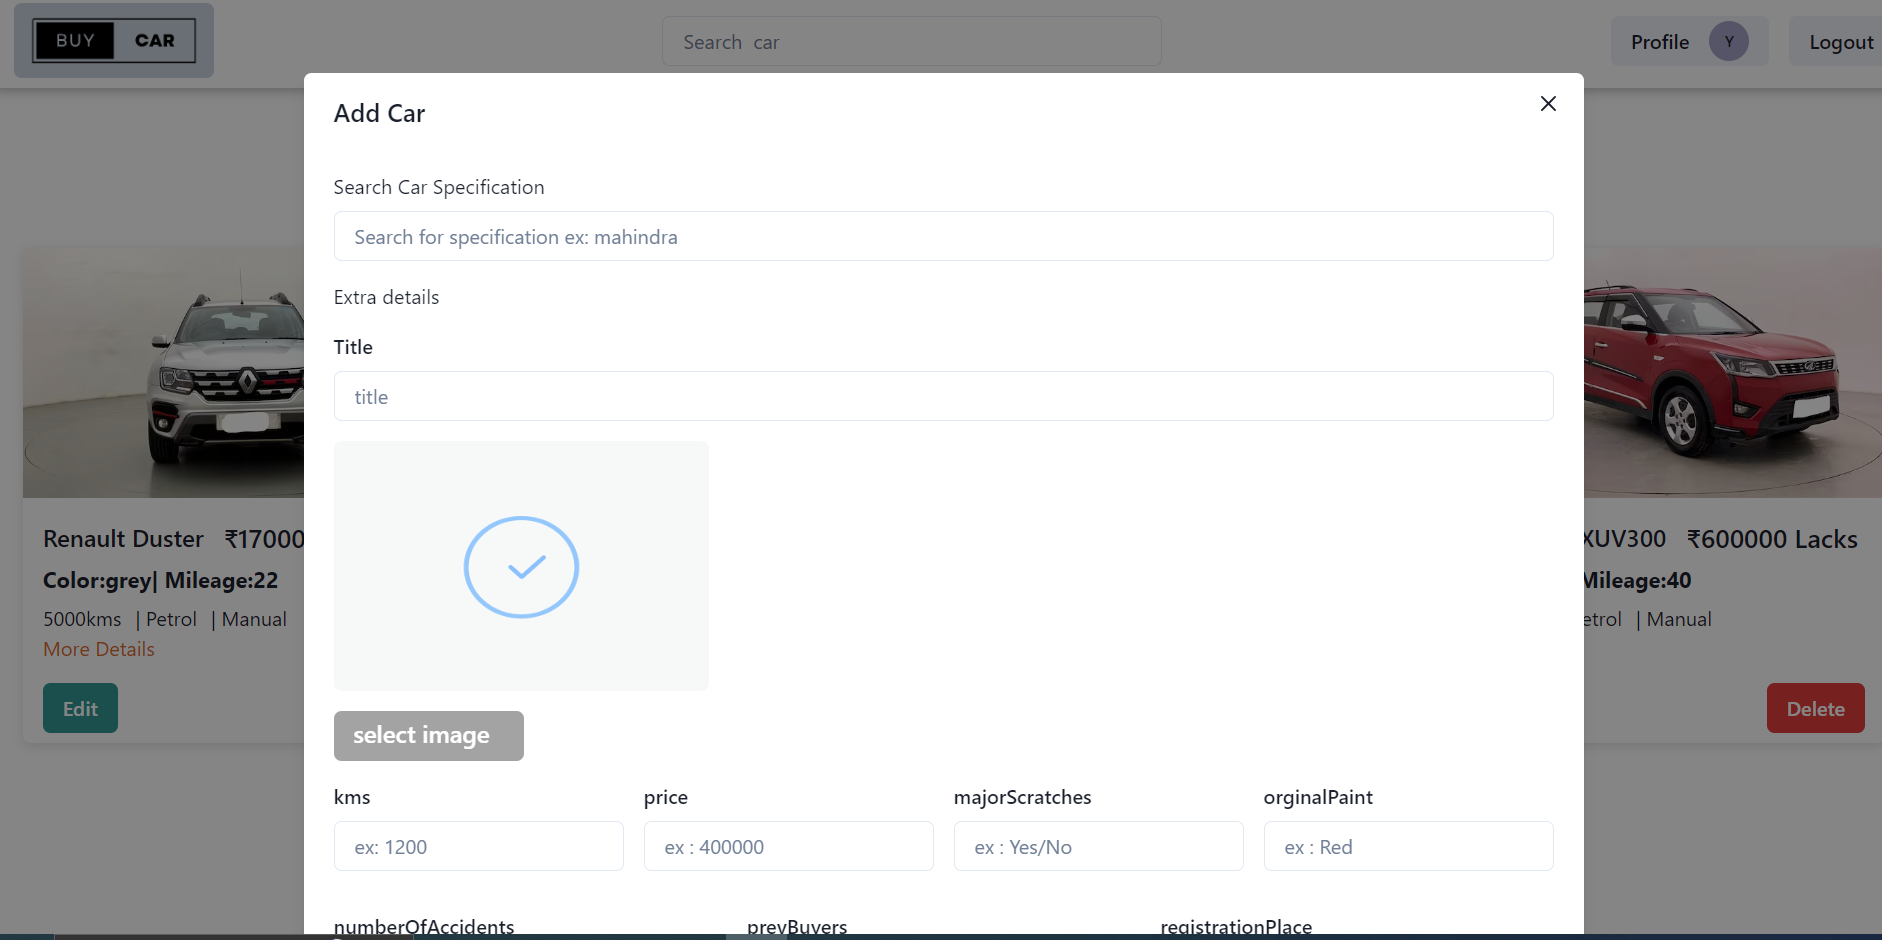 BUY CAR
Search car
Profile Y
Logout
Add Car
Search Car Specification
Search for specification ex: mahindra
Extra details
Title
title
select image
kms price majorScratches orginalPaint
ex: 1200 ex : 400000 ex : Yes/No ex : Red
numberOfAccidents prevBuyers registrationPlace
Renault Duster ₹17000
Color:grey| Mileage:22
5000kms | Petrol | Manual
More Details
Edit
XUV300 ₹600000 Lacks
Mileage:40
etrol | Manual
Delete